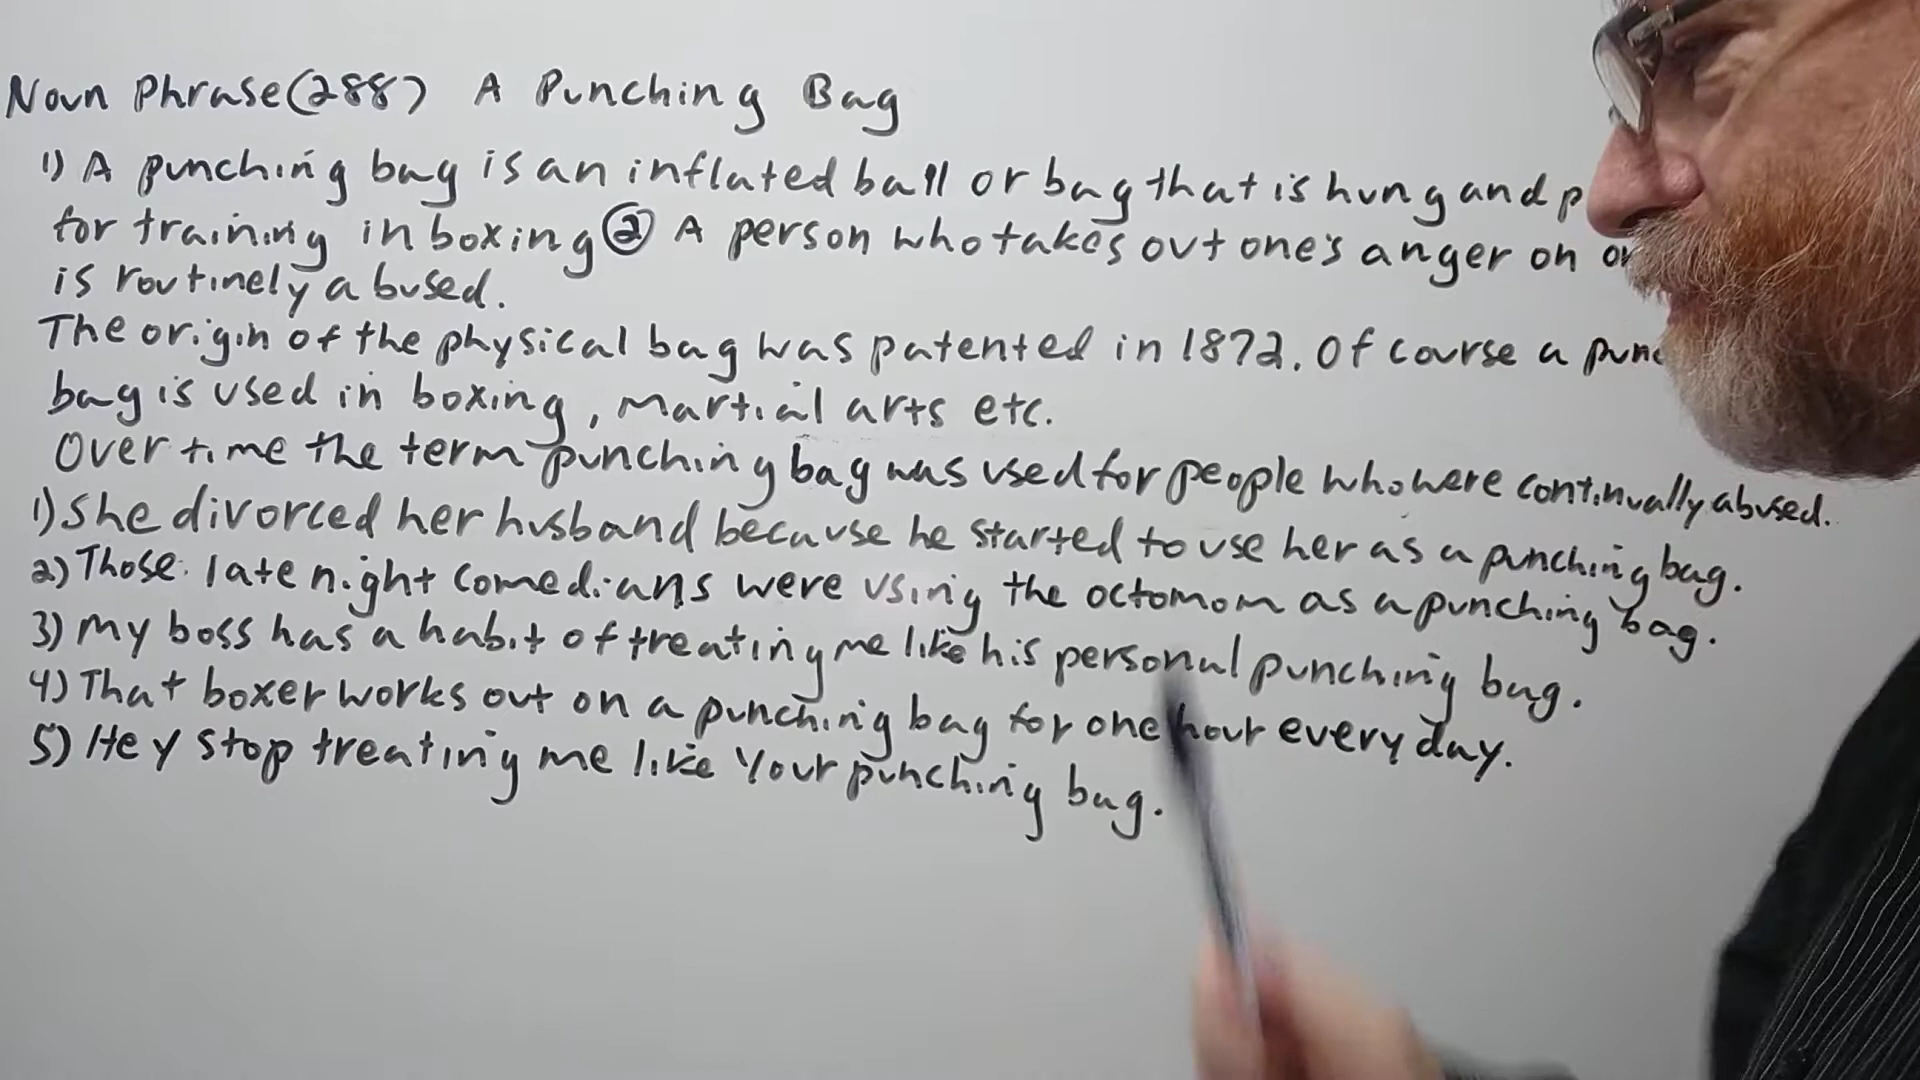 Noun Phrase (288) A Punching Bag
1) A punching bag is an inflated ball or bag that is hung and
for training in boxing ② A person who takes out one's anger on
is routinely abused.
The origin of the physical bag was patented in 1872. Of course a
bag is used in boxing, martial arts etc.
Over time the term punching bag was used for people who were continually abused.
1) She divorced her husband because he started to use her as a punching bag.
2) Those late night comedians were using the octomom as a punching bag.
3) My boss has a habit of treating me like his personal punching bag.
4) That boxer works out on a punching bag for one hour every day.
5) Hey stop treating me like your punching bag.